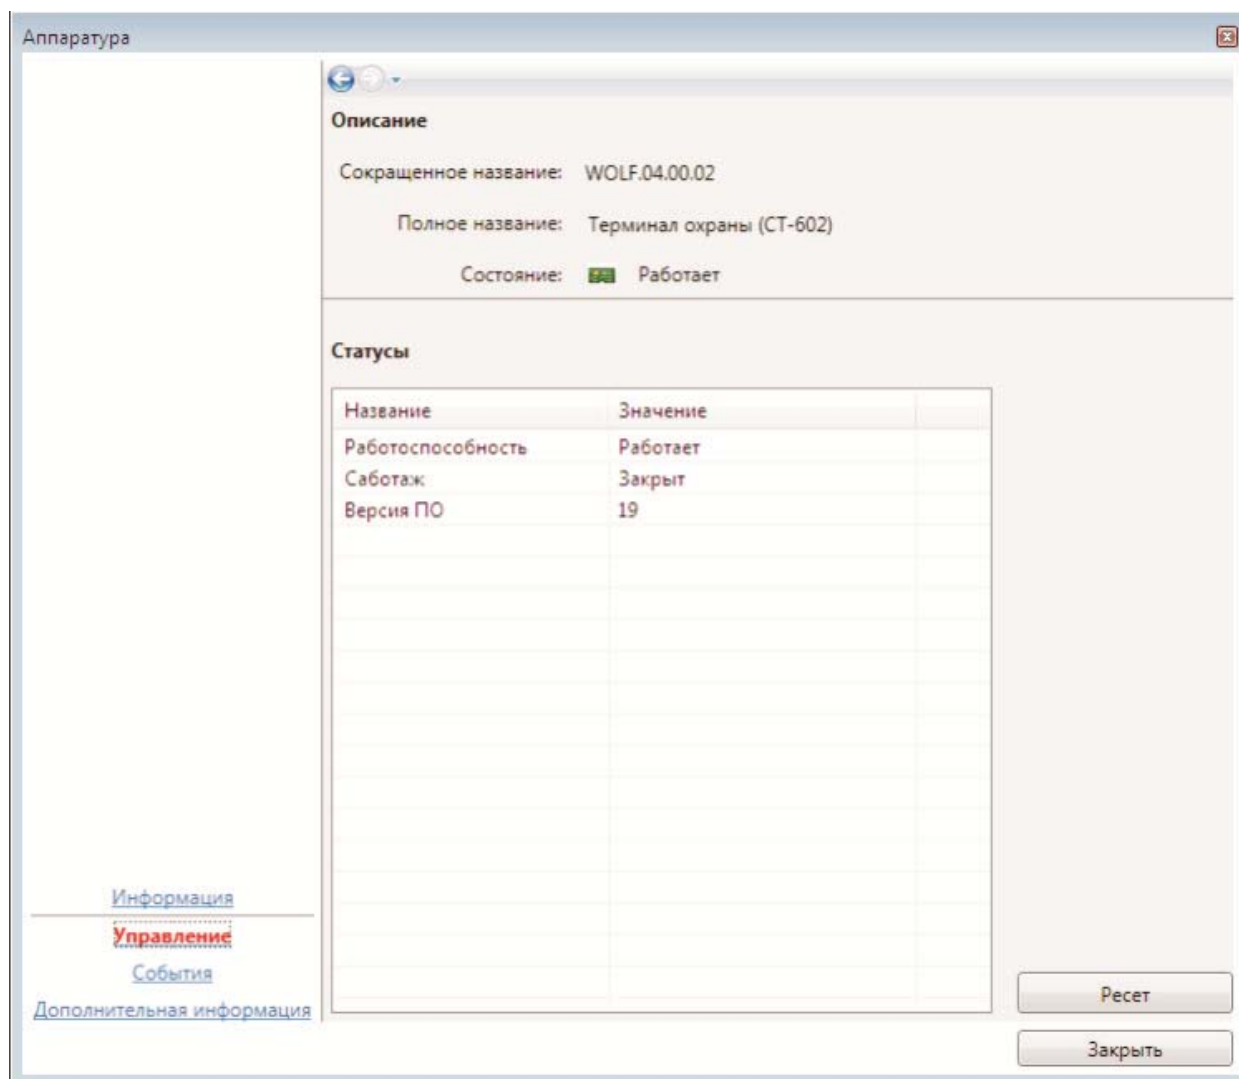 Аппаратура
Описание
Сокращенное название: WOLF.04.00.02
Полное название: Терминал охраны (СТ-602)
Состояние: Работает
Статусы
Название Значение
Работоспособность Работает
Саботаж Закрыт
Версия ПО 19
Информация
Управление
События
Дополнительная информация
Ресет
Закрыть